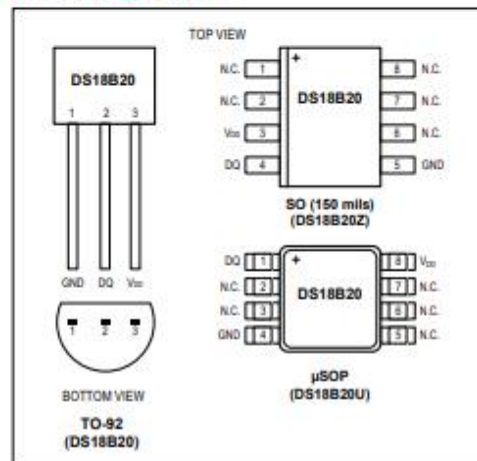 TOP VIEW
DS18B20
1 2 3
GND DQ VDD
1 2 3
BOTTOM VIEW
TO-92
(DS18B20)
+
DS18B20
N.C. 1 8 N.C.
N.C. 2 7 N.C.
VDD 3 6 N.C.
DQ 4 5 GND
SO (150 mils)
(DS18B20Z)
+
DS18B20
DQ 1 8 VDD
N.C. 2 7 N.C.
N.C. 3 6 N.C.
GND 4 5 N.C.
µSOP
(DS18B20U)